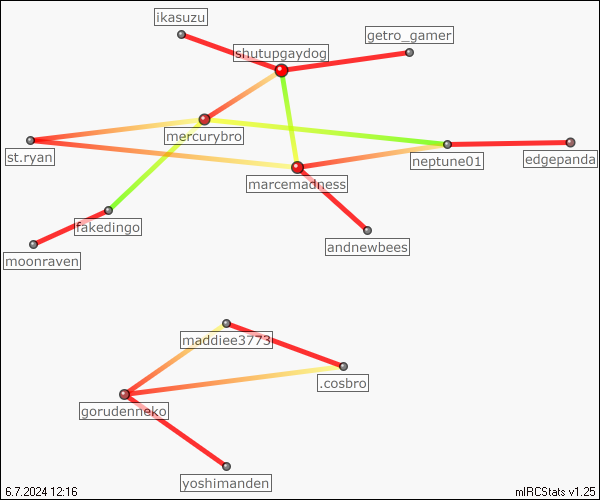 ikasuzu
getro_gamer
shutupgaydog
mercurybro
st.ryan
neptune01
edgepanda
marcemadness
fakedingo
andnewbees
moonraven
maddiee3773
.cosbro
gorudenneko
yoshimanden
6.7.2024 12:16
mIRCStats v1.25